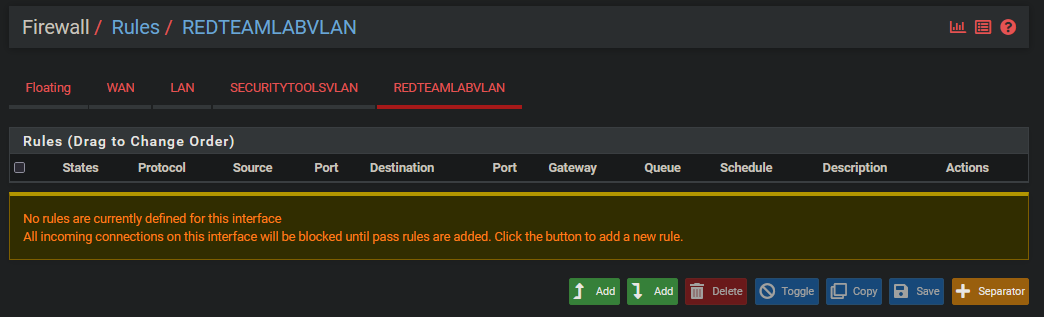 Firewall / Rules / REDTEAMLABVLAN
Floating WAN LAN SECURITYTOOLSVLAN REDTEAMLABVLAN
Rules (Drag to Change Order)
States Protocol Source Port Destination Port Gateway Queue Schedule Description Actions
No rules are currently defined for this interface
All incoming connections on this interface will be blocked until pass rules are added. Click the button to add a new rule.
Add Add Delete Toggle Copy Save Separator